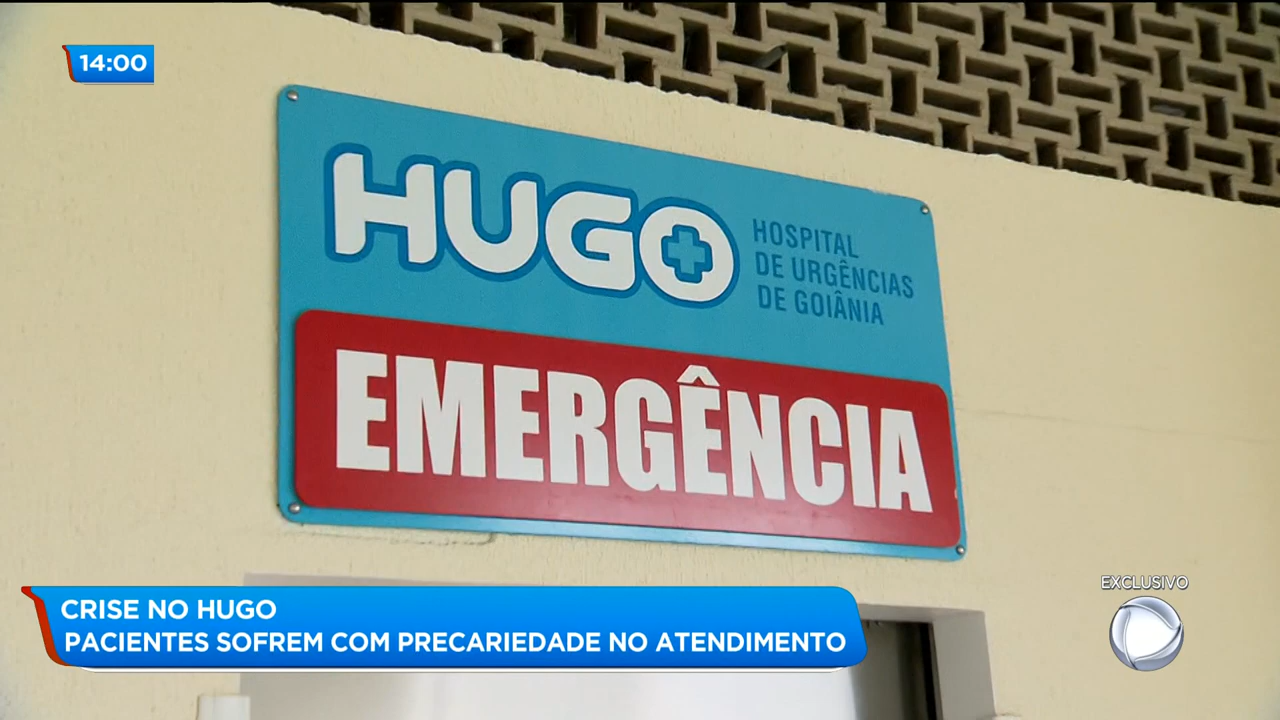 14:00
HUGO
HOSPITAL
DE URGÊNCIAS
DE GOIÂNIA
EMERGÊNCIA
EXCLUSIVO
CRISE NO HUGO
PACIENTES SOFREM COM PRECARIEDADE NO ATENDIMENTO